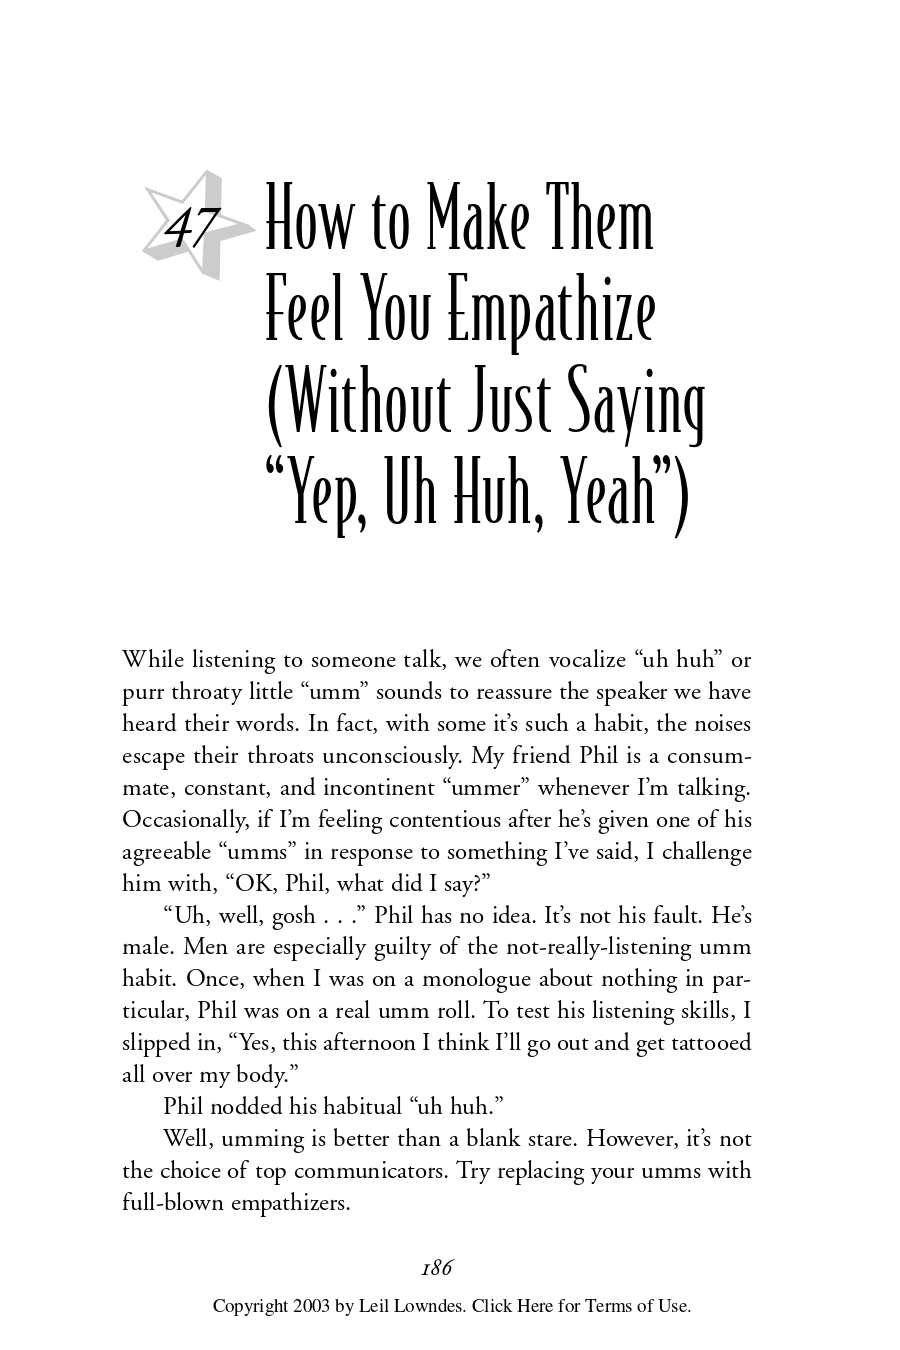 47
How to Make Them
Feel You Empathize
(Without Just Saying
“Yep, Uh Huh, Yeah”)
While listening to someone talk, we often vocalize “uh huh” or
purr throaty little “umm” sounds to reassure the speaker we have
heard their words. In fact, with some it’s such a habit, the noises
escape their throats unconsciously. My friend Phil is a consum-
mate, constant, and incontinent “ummer” whenever I’m talking.
Occasionally, if I’m feeling contentious after he’s given one of his
agreeable “umms” in response to something I’ve said, I challenge
him with, “OK, Phil, what did I say?”
“Uh, well, gosh . . .” Phil has no idea. It’s not his fault. He’s
male. Men are especially guilty of the not-really-listening umm
habit. Once, when I was on a monologue about nothing in par-
ticular, Phil was on a real umm roll. To test his listening skills, I
slipped in, “Yes, this afternoon I think I’ll go out and get tattooed
all over my body.”
Phil nodded his habitual “uh huh.”
Well, umming is better than a blank stare. However, it’s not
the choice of top communicators. Try replacing your umms with
full-blown empathizers.
186
Copyright 2003 by Leil Lowndes. Click Here for Terms of Use.